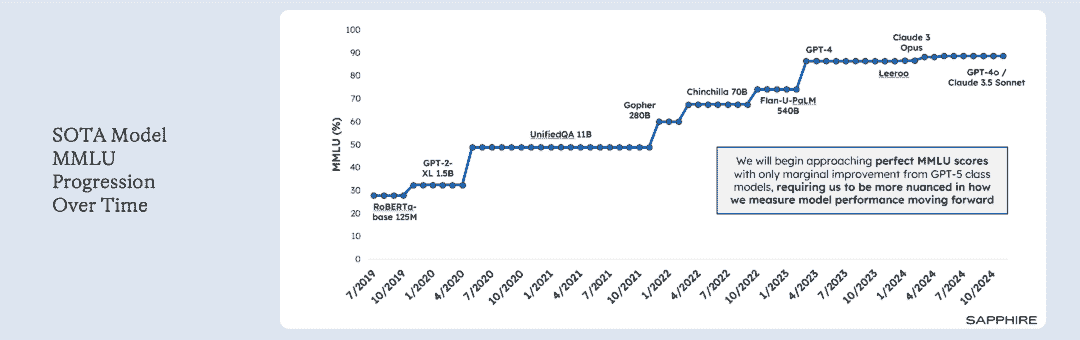 SOTA Model
MMLU
Progression
Over Time
MMLU (%)
100
90
80
70
60
50
40
30
20
10
0
RoBERTa-
base 125M
GPT-2-
XL 1.5B
UnifiedQA 11B
Gopher
280B
Chinchilla 70B
Flan-U-PaLM
540B
GPT-4
Leeroo
Claude 3
Opus
GPT-4o /
Claude 3.5 Sonnet
We will begin approaching perfect MMLU scores
with only marginal improvement from GPT-5 class
models, requiring us to be more nuanced in how
we measure model performance moving forward
7/2019
10/2019
1/2020
4/2020
7/2020
10/2020
1/2021
4/2021
7/2021
10/2021
1/2022
4/2022
7/2022
10/2022
1/2023
4/2023
7/2023
10/2023
1/2024
4/2024
7/2024
10/2024
SAPPHIRE